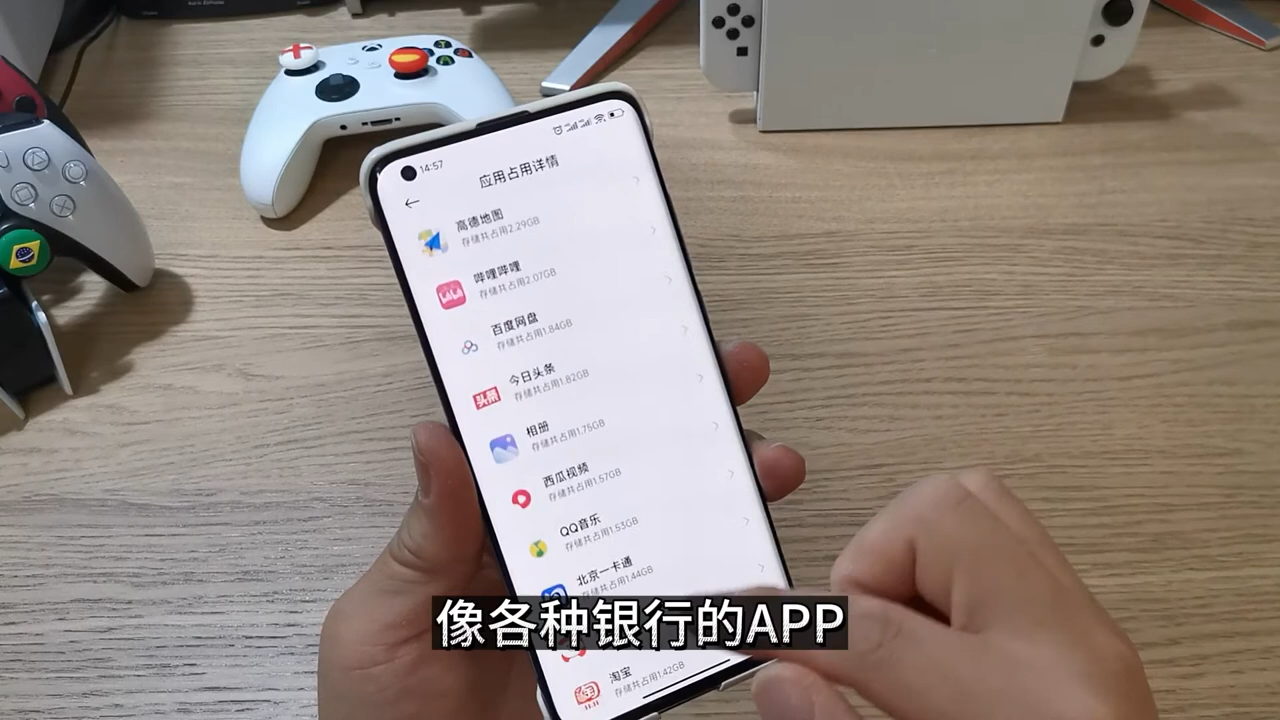 14:57
应用占用详情
高德地图
存储共占用2.29GB
哔哩哔哩
存储共占用2.07GB
百度网盘
存储共占用1.84GB
头条
今日头条
存储共占用1.82GB
相册
存储共占用1.75GB
西瓜视频
存储共占用1.57GB
QQ音乐
存储共占用1.53GB
北京一卡通
存储共占用1.44GB
像各种银行的APP
淘宝
存储共占用1.42GB